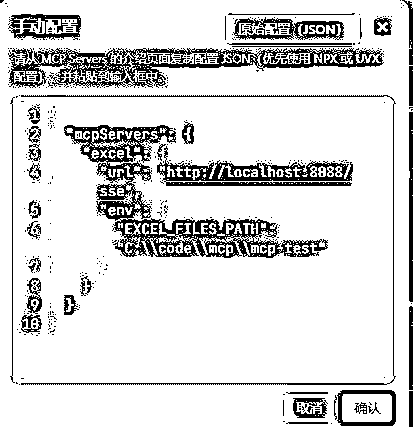 手动配置
原始配置 (JSON)
请从 MCP Servers 的介绍页面复制配置 JSON (优先使用 NPX 或 UVX
配置) ，并粘贴到输入框中。
1 {
2 "mcpServers": {
3 "excel": {
4 "url": "http://localhost:8088/
sse",
5 "env": {
6 "EXCEL_FILES_PATH":
"C:\\code\\mcp\\mcp-test"
7 }
8 }
9 }
10 }
取消
确认